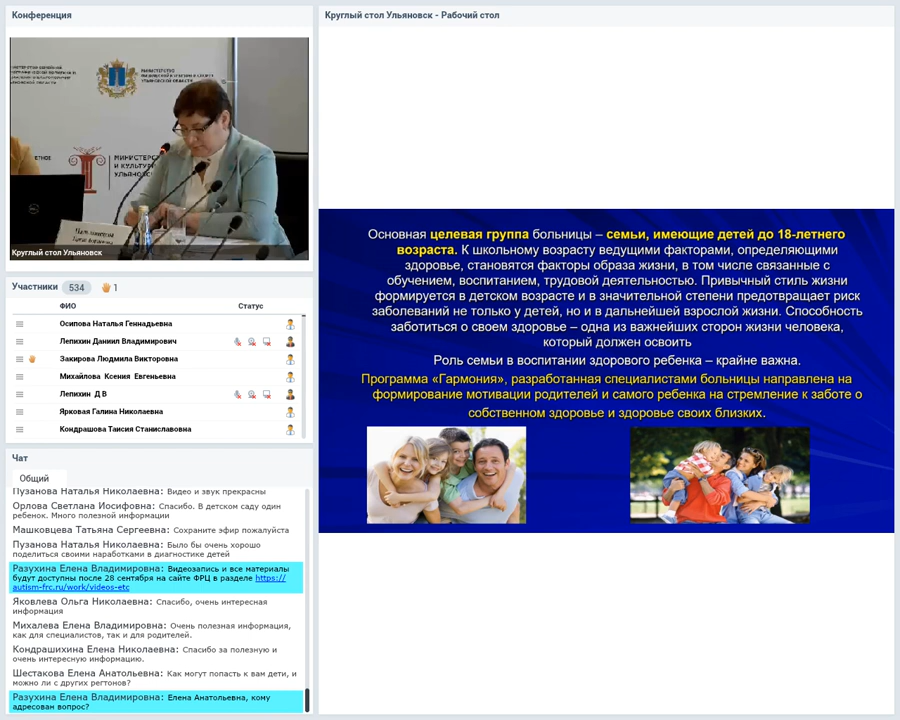 Конференция
МИНИСТЕРСТВО
МИНИСТЕРС
И КУЛЬТУР
УЛЬЯНОВСК
Круглый стол Ульяновск
Участники 534 1
ФИО Статус
Осипова Наталья Геннадьевна
Лепихин Даниил Владимирович
Закирова Людмила Викторовна
Михайлова Ксения Евгеньевна
Лепихин Д В
Ярковая Галина Николаевна
Кондрашова Таисия Станиславовна
Чат
Общий
Пузанова Наталья Николаевна: Видео и звук прекрасны
Орлова Светлана Иосифовна: Спасибо. В детском саду один
ребенок. Много полезной информации
Машковцева Татьяна Сергеевна: Сохраните эфир пожалуйста
Пузанова Наталья Николаевна: Было бы очень хорошо
поделиться своими наработками в диагностике детей
Разухина Елена Владимировна: Видеозапись и все материалы
будут доступны после 28 сентября на сайте ФРЦ в разделе https://
autism-frc.ru/work/videos-etc
Яковлева Ольга Николаевна: Спасибо, очень интересная
информация
Михалева Елена Владимировна: Очень полезная информация,
как для специалистов, так и для родителей.
Кондрашихина Елена Николаевна: Спасибо за полезную и
очень интересную информацию.
Шестакова Елена Анатольевна: Как могут попасть к вам дети, и
можно ли с других регтонов?
Разухина Елена Владимировна: Елена Анатольевна, кому
адресован вопрос?
Круглый стол Ульяновск - Рабочий стол
Основная целевая группа больницы – семьи, имеющие детей до 18-летнего
возраста. К школьному возрасту ведущими факторами, определяющими
здоровье, становятся факторы образа жизни, в том числе связанные с
обучением, воспитанием, трудовой деятельностью. Привычный стиль жизни
формируется в детском возрасте и в значительной степени предотвращает риск
заболеваний не только у детей, но и в дальнейшей взрослой жизни. Способность
заботиться о своем здоровье – одна из важнейших сторон жизни человека,
который должен освоить
Роль семьи в воспитании здорового ребенка – крайне важна.
Программа «Гармония», разработанная специалистами больницы направлена на
формирование мотивации родителей и самого ребенка на стремление к заботе о
собственном здоровье и здоровье своих близких.